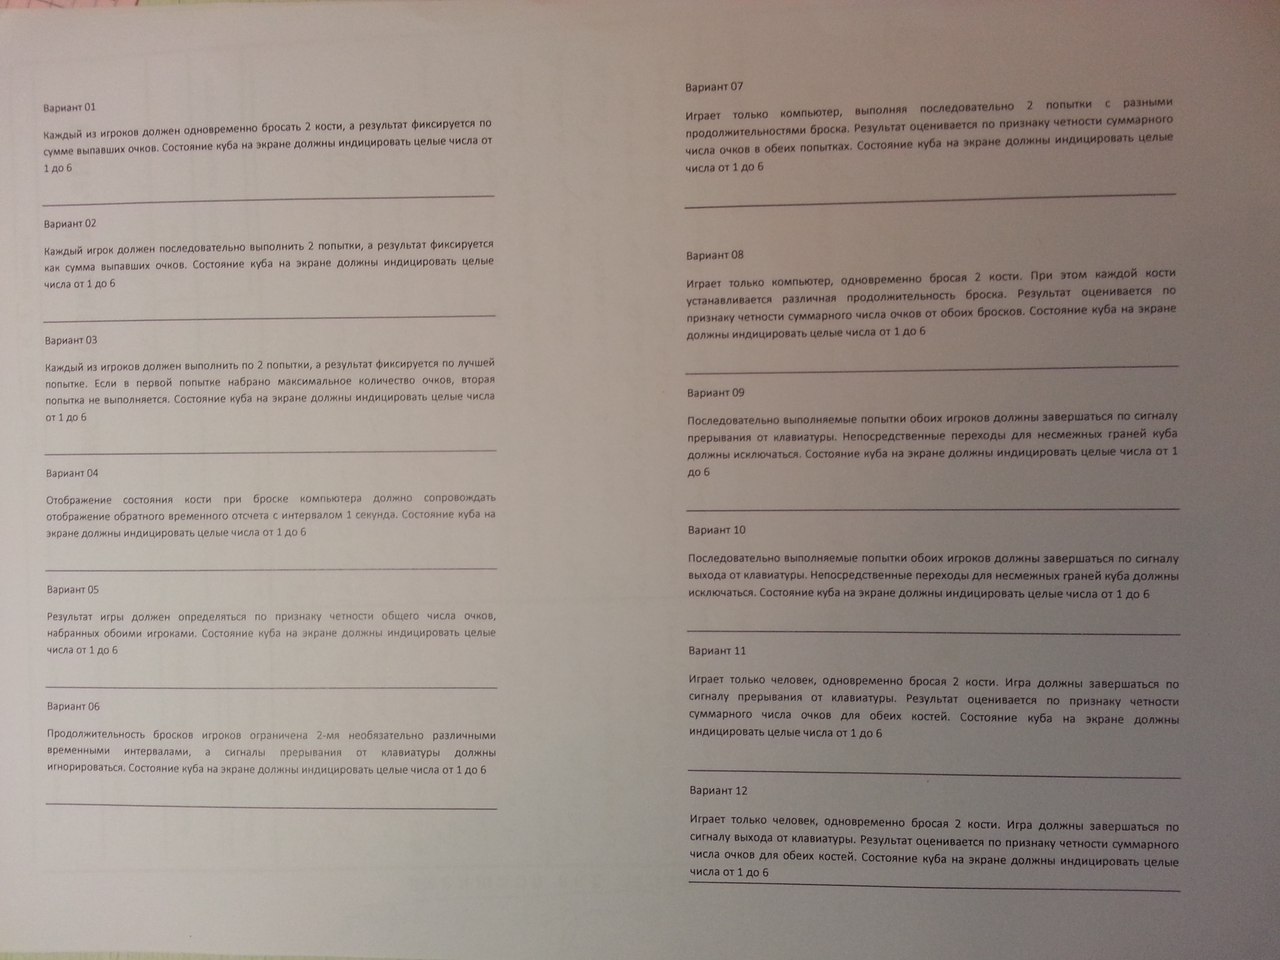 Вариант 01
Каждый из игроков должен одновременно бросать 2 кости, а результат фиксируется по
сумме выпавших очков. Состояние куба на экране должны индицировать целые числа от
1 до 6
Вариант 02
Каждый игрок должен последовательно выполнить 2 попытки, а результат фиксируется
как сумма выпавших очков. Состояние куба на экране должны индицировать целые
числа от 1 до 6
Вариант 03
Каждый из игроков должен выполнить по 2 попытки, а результат фиксируется по лучшей
попытке. Если в первой попытке набрано максимальное количество очков, вторая
попытка не выполняется. Состояние куба на экране должны индицировать целые числа
от 1 до 6
Вариант 04
Отображение состояния кости при броске компьютера должно сопровождать
отображение обратного временного отсчета с интервалом 1 секунда. Состояние куба на
экране должны индицировать целые числа от 1 до 6
Вариант 05
Результат игры должен определяться по признаку четности общего числа очков,
набранных обоими игроками. Состояние куба на экране должны индицировать целые
числа от 1 до 6
Вариант 06
Продолжительность бросков игроков ограничена 2-мя необязательно различными
временными интервалами, а сигналы прерывания от клавиатуры должны
игнорироваться. Состояние куба на экране должны индицировать целые числа от 1 до 6
Вариант 07
Играет только компьютер, выполняя последовательно 2 попытки с разными
продолжительностями броска. Результат оценивается по признаку четности суммарного
числа очков в обеих попытках. Состояние куба на экране должны индицировать целые
числа от 1 до 6
Вариант 08
Играет только компьютер, одновременно бросая 2 кости. При этом каждой кости
устанавливается различная продолжительность броска. Результат оценивается по
признаку четности суммарного числа очков от обоих бросков. Состояние куба на экране
должны индицировать целые числа от 1 до 6
Вариант 09
Последовательно выполняемые попытки обоих игроков должны завершаться по сигналу
прерывания от клавиатуры. Непосредственные переходы для несмежных граней куба
должны исключаться. Состояние куба на экране должны индицировать целые числа от 1
до 6
Вариант 10
Последовательно выполняемые попытки обоих игроков должны завершаться по сигналу
выхода от клавиатуры. Непосредственные переходы для несмежных граней куба должны
исключаться. Состояние куба на экране должны индицировать целые числа от 1 до 6
Вариант 11
Играет только человек, одновременно бросая 2 кости. Игра должны завершаться по
сигналу прерывания от клавиатуры. Результат оценивается по признаку четности
суммарного числа очков для обеих костей. Состояние куба на экране должны
индицировать целые числа от 1 до 6
Вариант 12
Играет только человек, одновременно бросая 2 кости. Игра должны завершаться по
сигналу выхода от клавиатуры. Результат оценивается по признаку четности суммарного
числа очков для обеих костей. Состояние куба на экране должны индицировать целые
числа от 1 до 6